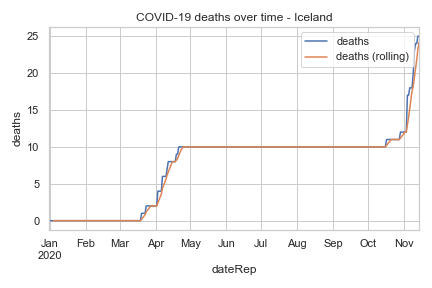 COVID-19 deaths over time - Iceland
deaths
deaths (rolling)
25
20
15
10
5
0
deaths
Jan Feb Mar Apr May Jun Jul Aug Sep Oct Nov
2020
dateRep